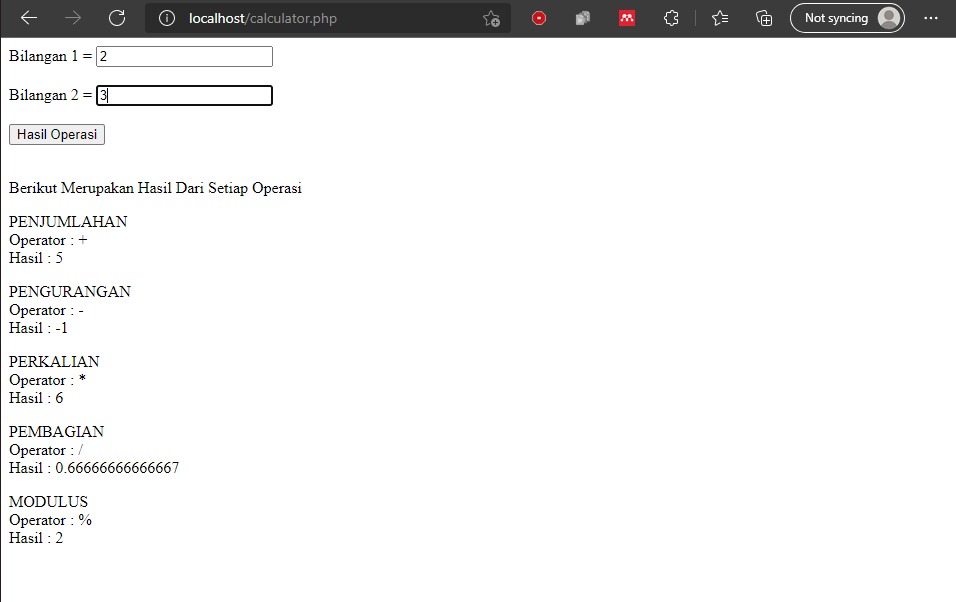 localhost/calculator.php
Not syncing
Bilangan 1 = 2
Bilangan 2 = 3
Hasil Operasi
Berikut Merupakan Hasil Dari Setiap Operasi
PENJUMLAHAN
Operator : +
Hasil : 5
PENGURANGAN
Operator : -
Hasil : -1
PERKALIAN
Operator : *
Hasil : 6
PEMBAGIAN
Operator : /
Hasil : 0.66666666666667
MODULUS
Operator : %
Hasil : 2